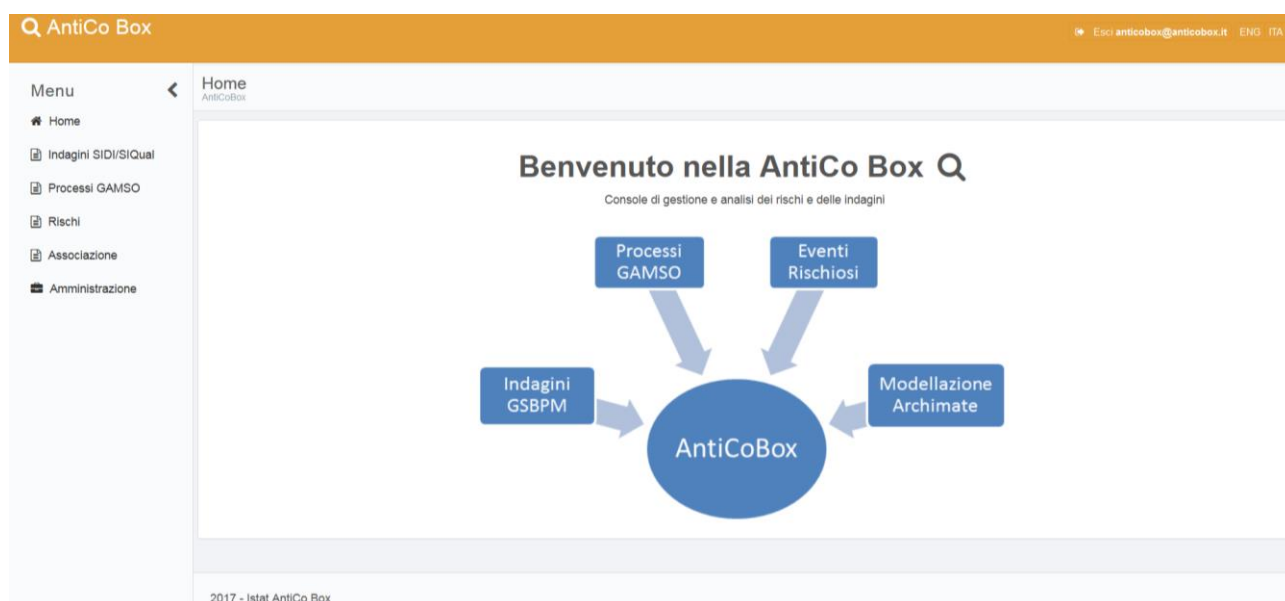 AntiCo Box
Esci anticobox@anticobox.it ENG ITA
Menu
Home
Indagini SIDI/SIQual
Processi GAMSO
Rischi
Associazione
Amministrazione
Home
AntiCoBox
Benvenuto nella AntiCo Box
Console di gestione e analisi dei rischi e delle indagini
Processi
GAMSO
Eventi
Rischiosi
Indagini
GSBPM
Modellazione
Archimate
AntiCoBox
2017 - Istat AntiCo Box